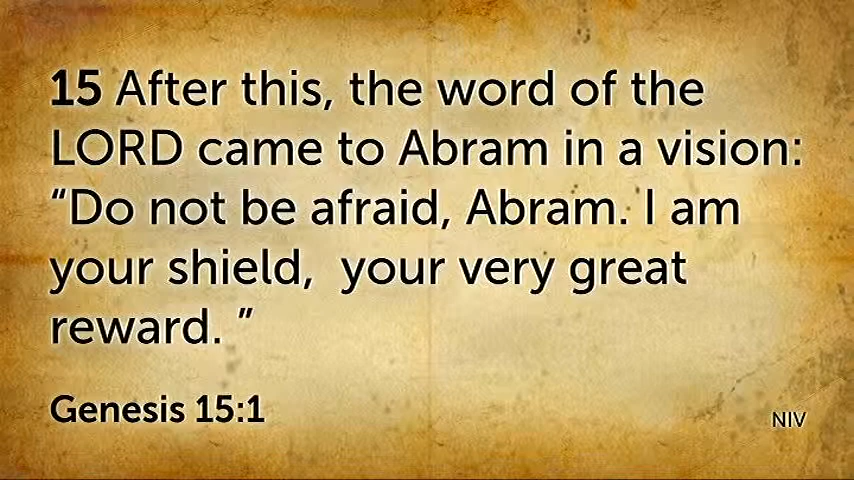 15 After this, the word of the
LORD came to Abram in a vision:
“Do not be afraid, Abram. I am
your shield,  your very great
reward. ”
Genesis 15:1
NIV